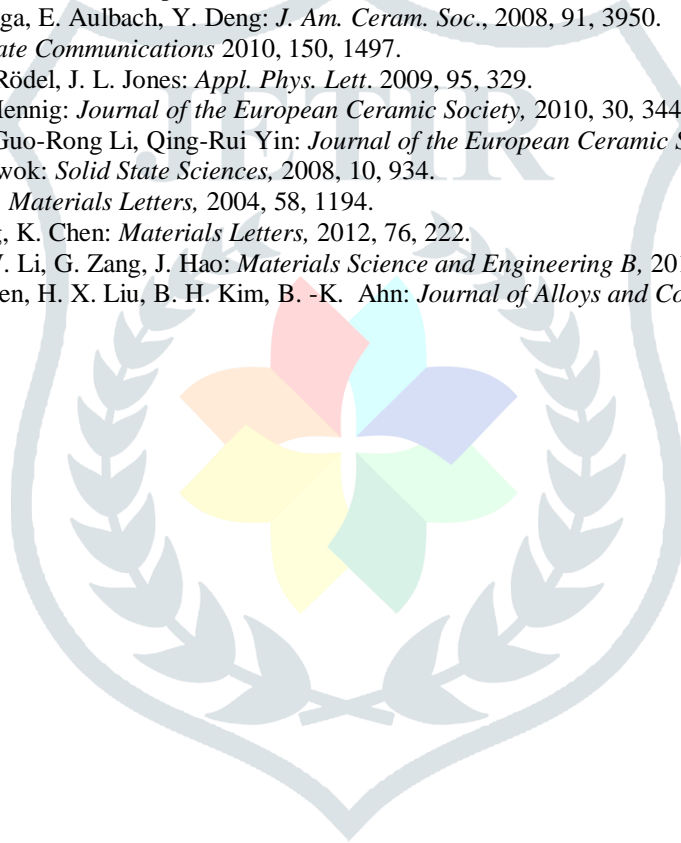 ga, E. Aulbach, Y. Deng: J. Am. Ceram. Soc., 2008, 91, 3950.
ate Communications 2010, 150, 1497.
Rödel, J. L. Jones: Appl. Phys. Lett. 2009, 95, 329.
Hennig: Journal of the European Ceramic Society, 2010, 30, 344
Guo-Rong Li, Qing-Rui Yin: Journal of the European Ceramic S
wok: Solid State Sciences, 2008, 10, 934.
Materials Letters, 2004, 58, 1194.
g, K. Chen: Materials Letters, 2012, 76, 222.
. Li, G. Zang, J. Hao: Materials Science and Engineering B, 201
en, H. X. Liu, B. H. Kim, B. -K. Ahn: Journal of Alloys and Co
JETIR